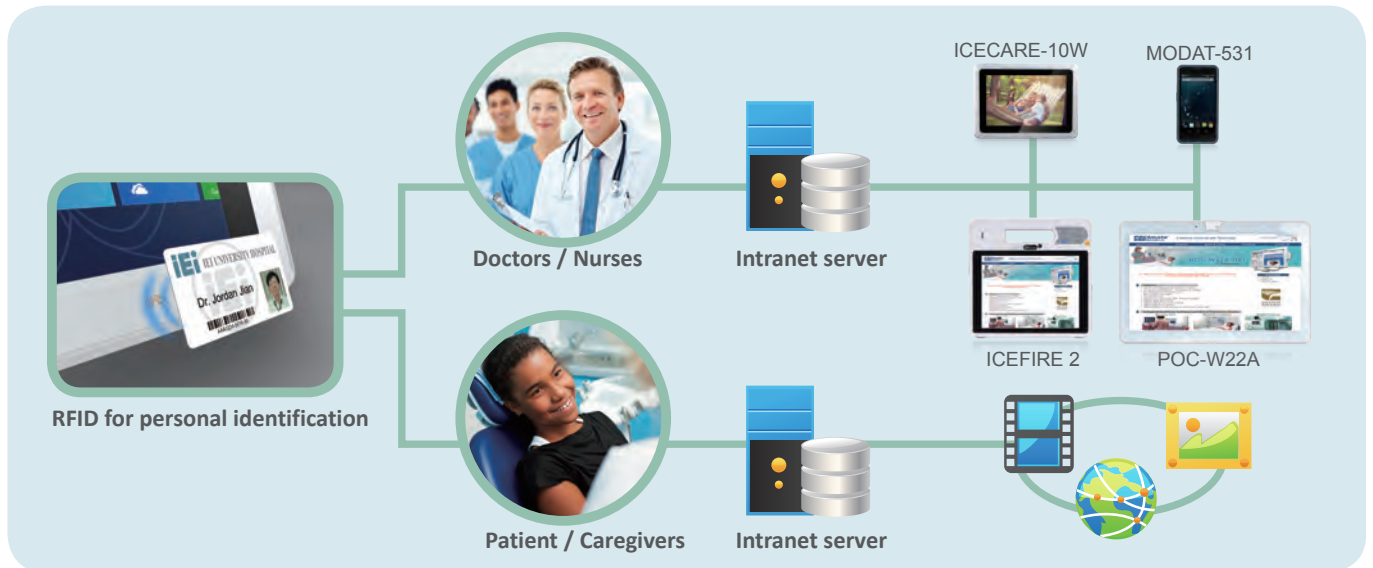 ICECARE-10W
MODAT-531
iEi IEI UNIVERSITY HOSPITAL
Dr. Jordan Jian
Doctors / Nurses
Intranet server
ICEFIRE 2
POC-W22A
RFID for personal identification
Patient / Caregivers
Intranet server